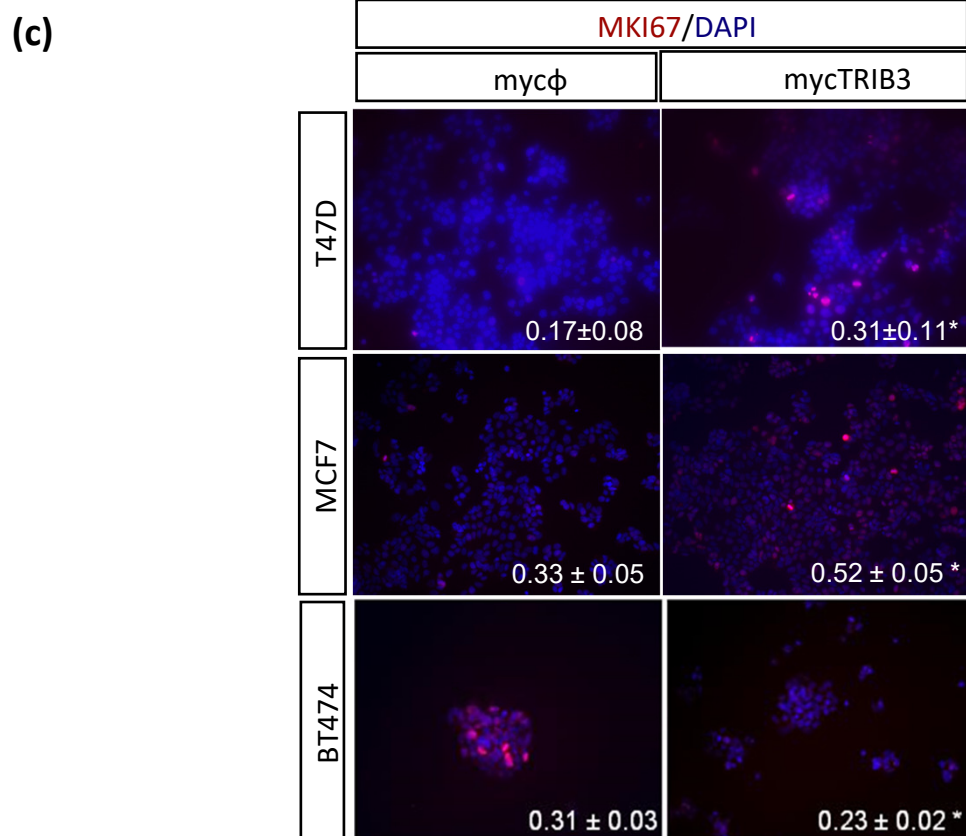 (c)
MKI67/DAPI
mycϕ
mycTRIB3
T47D
0.17±0.08
0.31±0.11*
MCF7
0.33 ± 0.05
0.52 ± 0.05 *
BT474
0.31 ± 0.03
0.23 ± 0.02 *